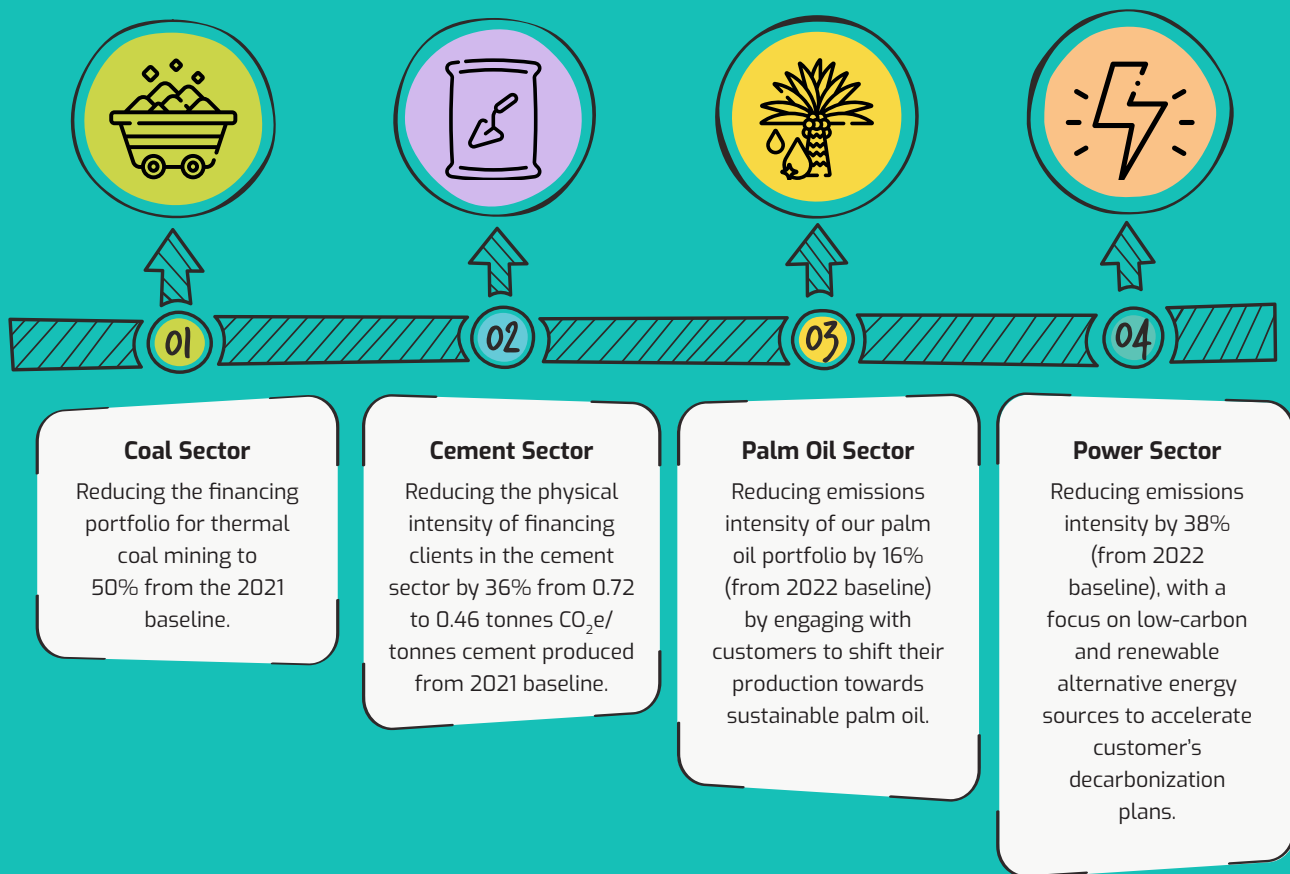 01
02
03
04
Coal Sector
Reducing the financing
portfolio for thermal
coal mining to
50% from the 2021
baseline.
Cement Sector
Reducing the physical
intensity of financing
clients in the cement
sector by 36% from 0.72
to 0.46 tonnes CO₂e/
tonnes cement produced
from 2021 baseline.
Palm Oil Sector
Reducing emissions
intensity of our palm
oil portfolio by 16%
(from 2022 baseline)
by engaging with
customers to shift their
production towards
sustainable palm oil.
Power Sector
Reducing emissions
intensity by 38%
(from 2022
baseline), with a
focus on low-carbon
and renewable
alternative energy
sources to accelerate
customer's
decarbonization
plans.